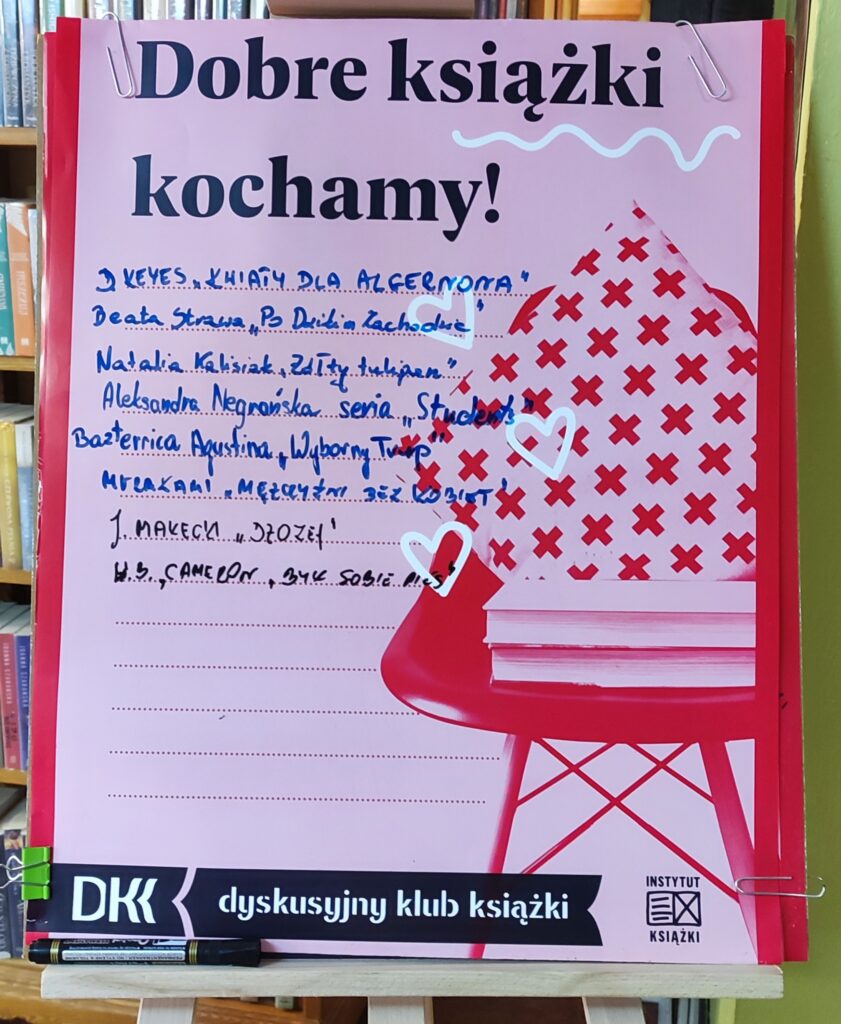 Dobre książki
kochamy!
D KEYES „KWIATY DLA ALGERNONA"
Beata Strawa „Po Dzikim Zachodzie"
Natalia Kalisiak „Żółty tulipan"
Aleksandra Negrońska seria „Students"
Bazterrica Agustina „Wyborny Trup"
MURAKAMI „MĘŻCZYŹNI BEZ KOBIET"
J. MAŁECKI „DŻOZEF"
W.B. „CAMERON „BYŁ SOBIE PIES"
DKK
dyskusyjny klub książki
INSTYTUT
KSIĄŻKI